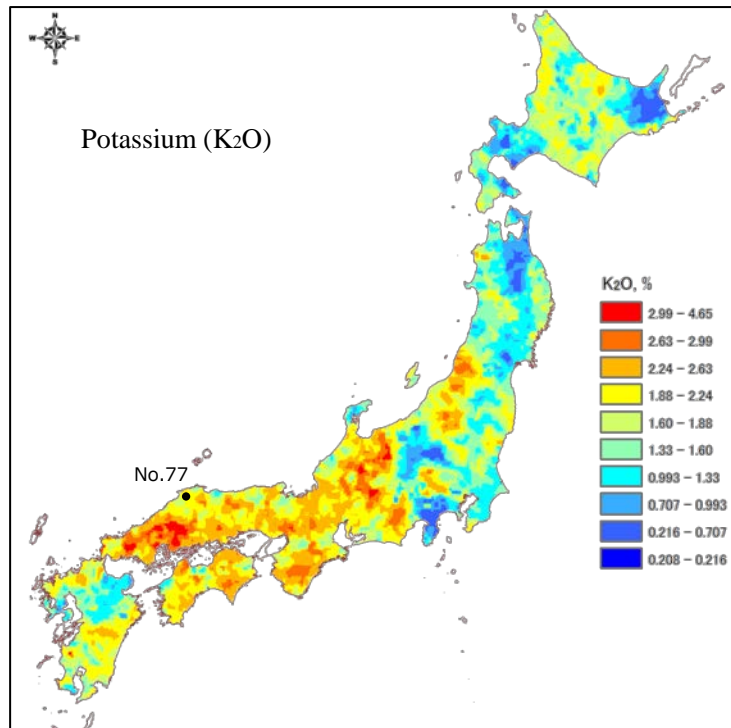 N
W E
S
Potassium (K2O)
K2O, %
2.99 – 4.65
2.63 – 2.99
2.24 – 2.63
1.88 – 2.24
1.60 – 1.88
1.33 – 1.60
0.993 – 1.33
0.707 – 0.993
0.216 – 0.707
0.208 – 0.216
No.77